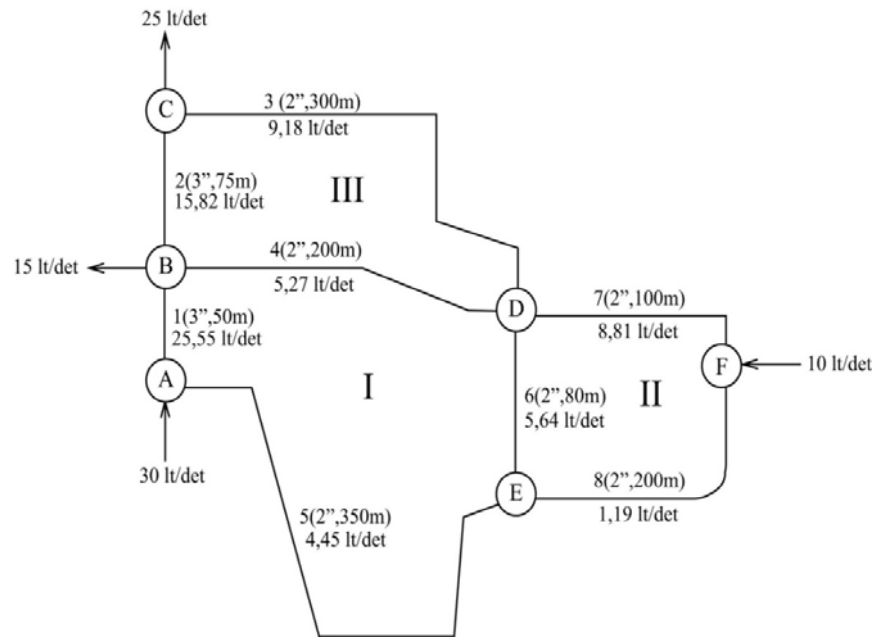 25 lt/det
C
3 (2”,300m)
9,18 lt/det
2(3”,75m)
15,82 lt/det
III
15 lt/det
B
4(2”,200m)
5,27 lt/det
1(3”,50m)
25,55 lt/det
D
7(2”,100m)
8,81 lt/det
A
I
F
10 lt/det
6(2”,80m)
5,64 lt/det
II
30 lt/det
E
8(2”,200m)
1,19 lt/det
5(2”,350m)
4,45 lt/det